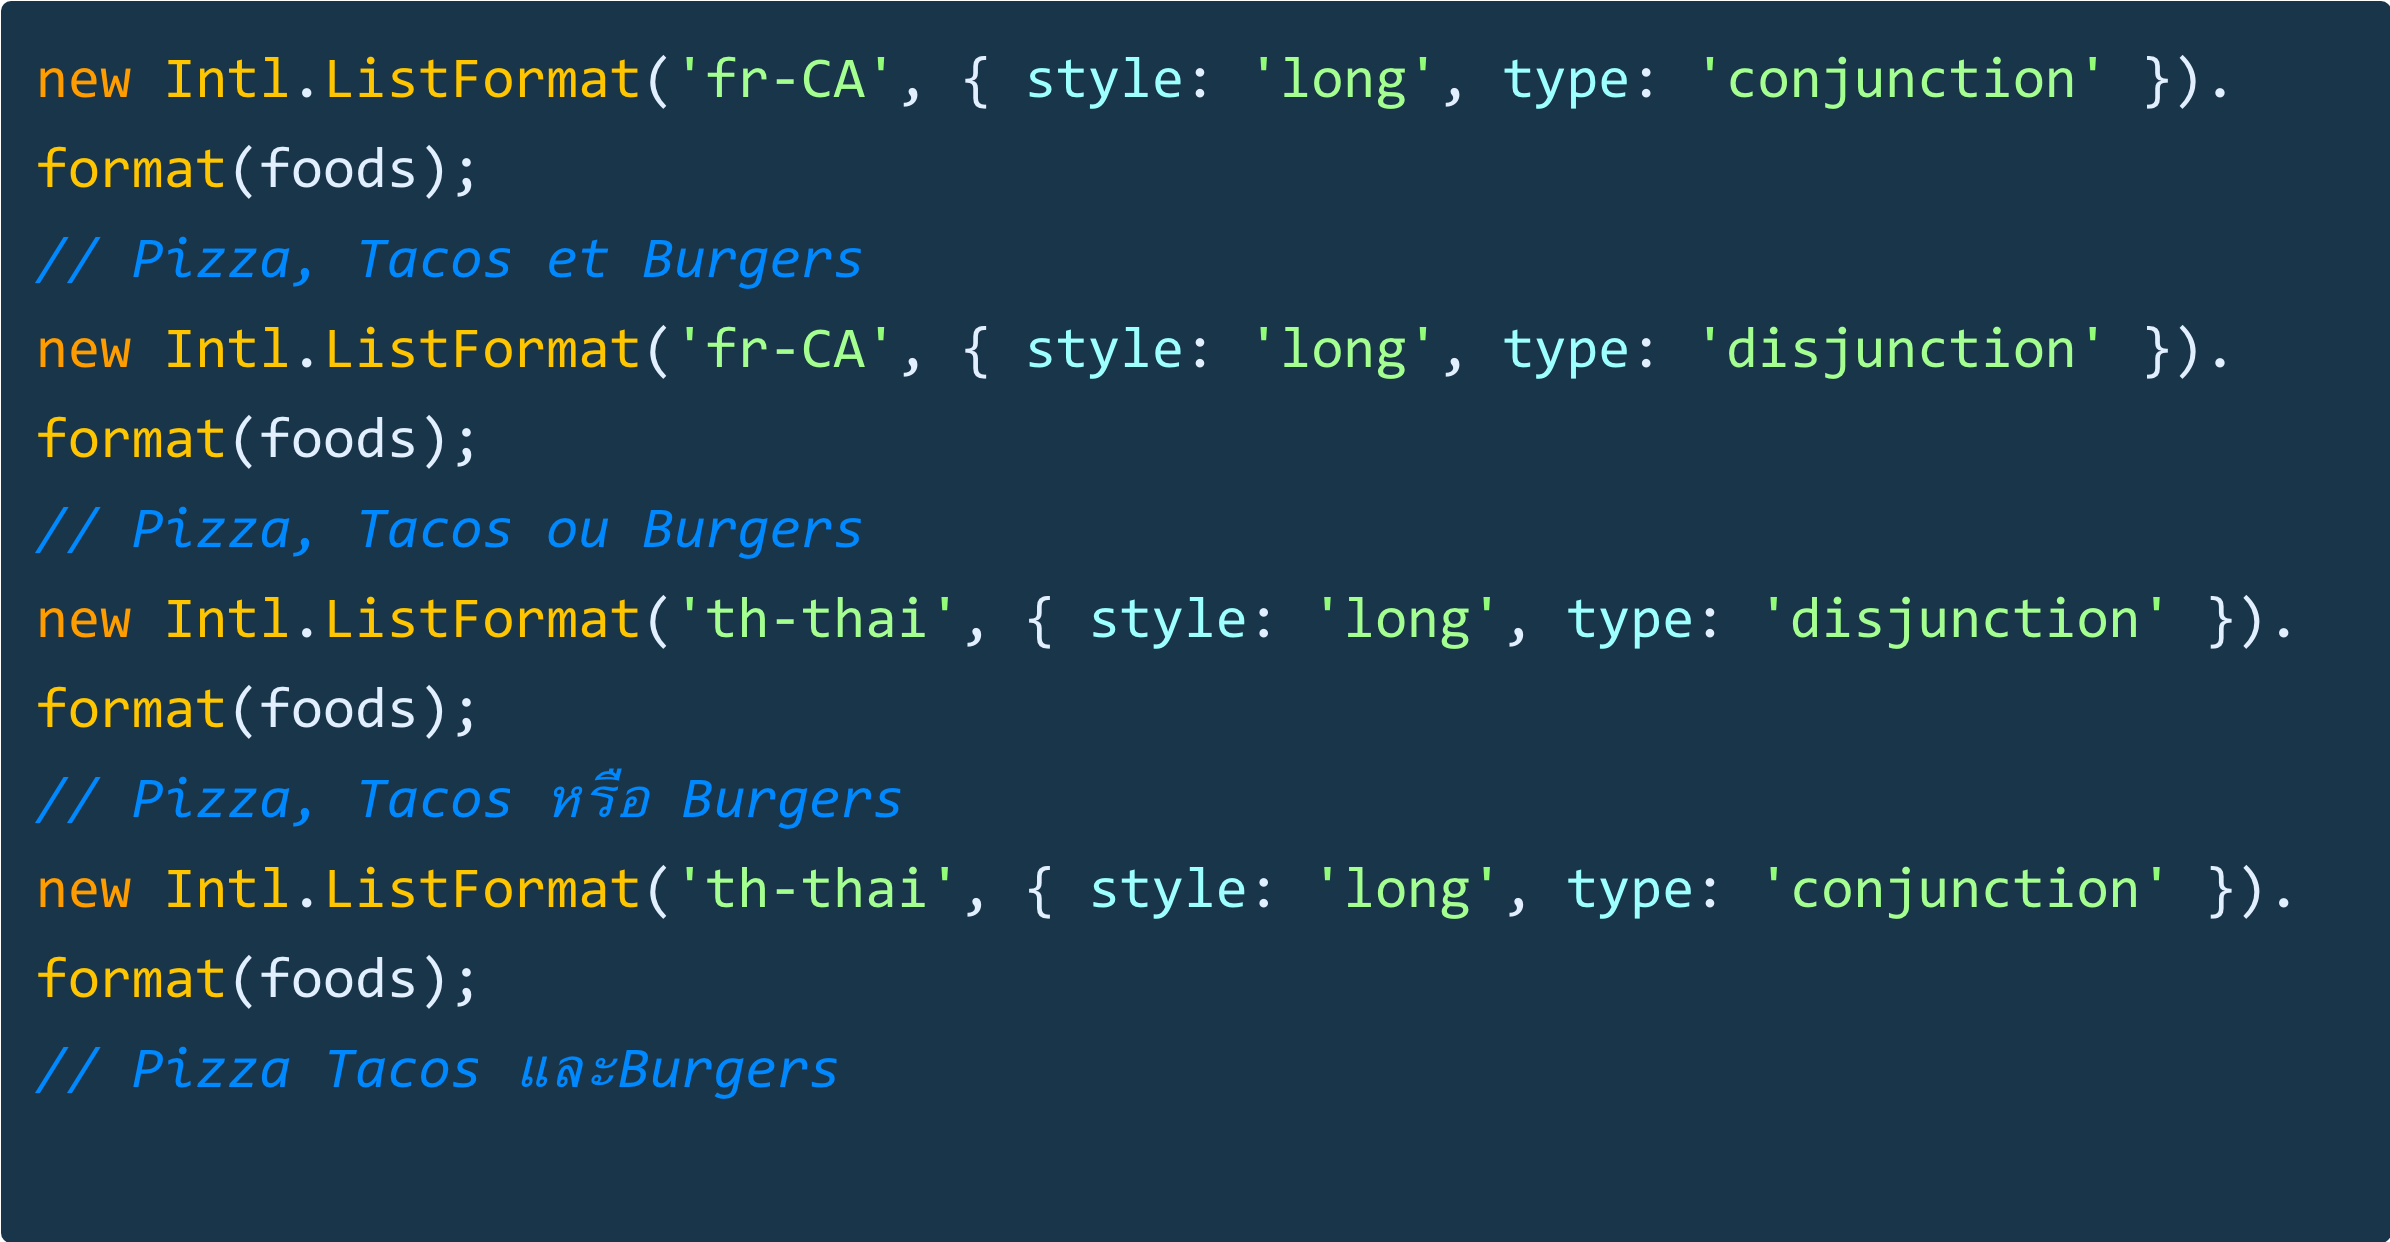 new Intl.ListFormat('fr-CA', { style: 'long', type: 'conjunction' }).
format(foods);
// Pizza, Tacos et Burgers
new Intl.ListFormat('fr-CA', { style: 'long', type: 'disjunction' }).
format(foods);
// Pizza, Tacos ou Burgers
new Intl.ListFormat('th-thai', { style: 'long', type: 'disjunction' }).
format(foods);
// Pizza, Tacos หรือ Burgers
new Intl.ListFormat('th-thai', { style: 'long', type: 'conjunction' }).
format(foods);
// Pizza Tacos และBurgers